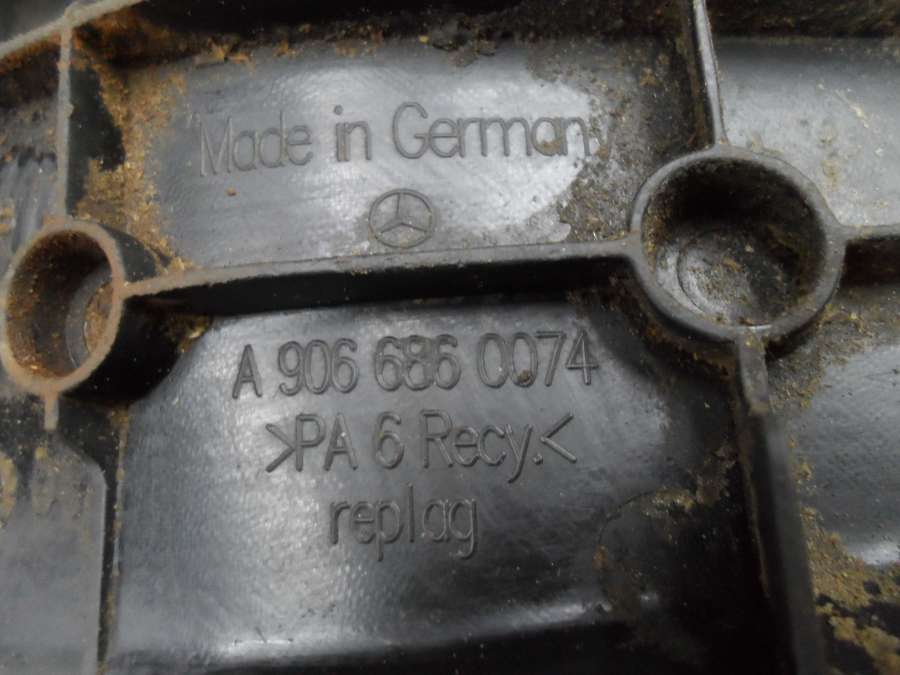 Made in Germany
A 906 686 0074
>PA 6 Recy.<
replag